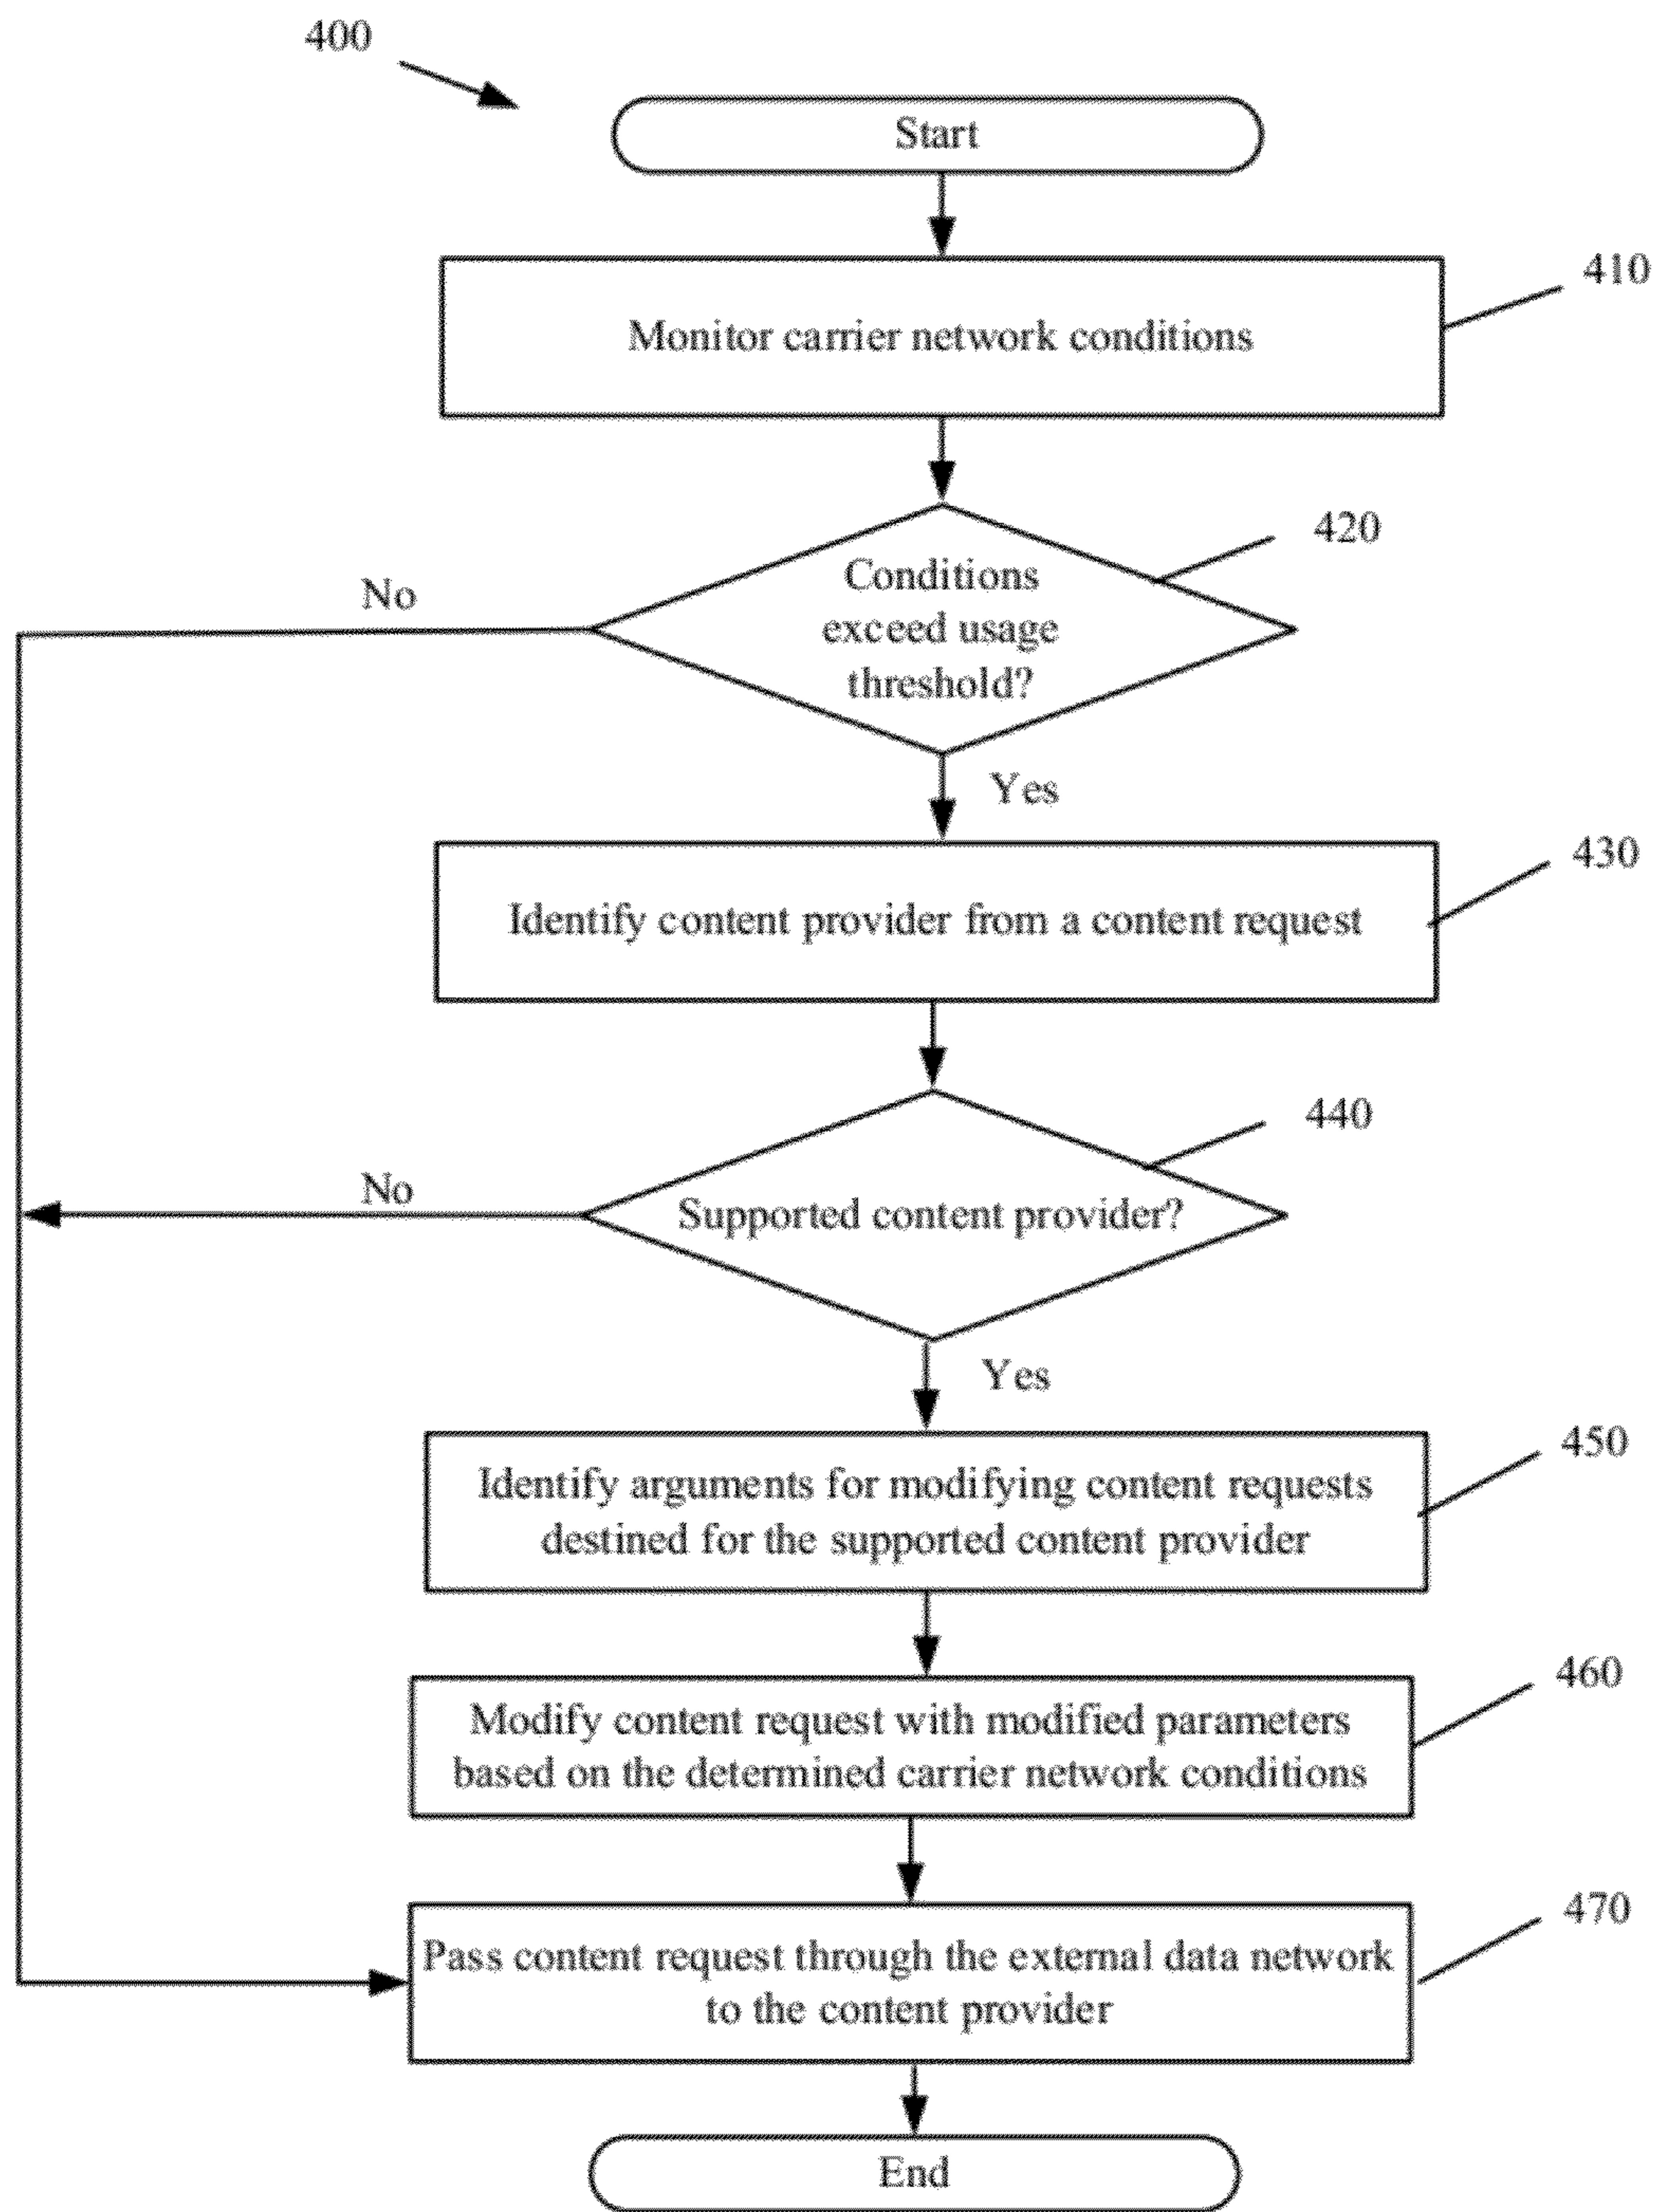 400
Start
410
Monitor carrier network conditions
420
Conditions
exceed usage
threshold?
No
Yes
430
Identify content provider from a content request
440
No
Supported content provider?
Yes
450
Identify arguments for modifying content requests
destined for the supported content provider
460
Modify content request with modified parameters
based on the determined carrier network conditions
470
Pass content request through the external data network
to the content provider
End